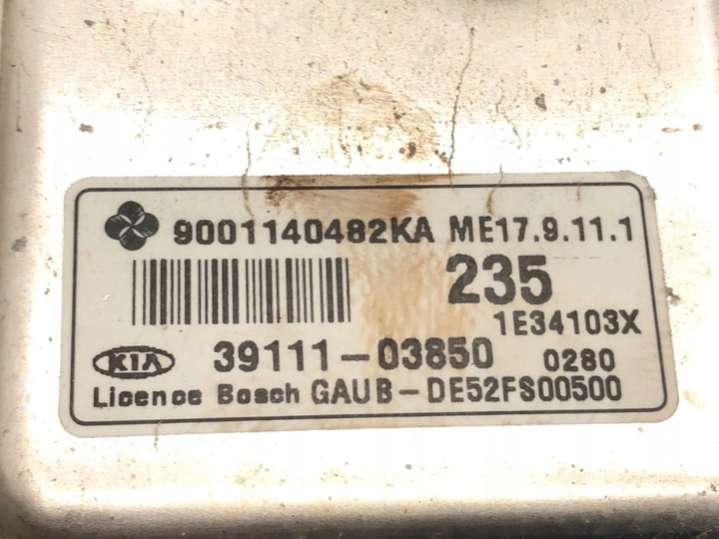 9001140482KA ME17.9.11.1
235
1E34103X
KIA 39111-03850 0280
Licence Bosch GAUB-DE52FS00500